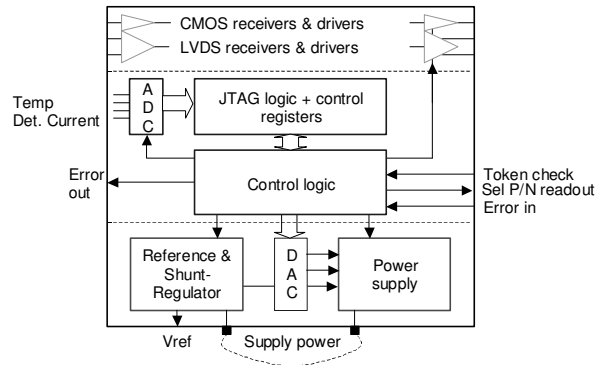 CMOS receivers & drivers
LVDS receivers & drivers
Temp
Det. Current
A
D
C
JTAG logic + control
registers
Error
out
Control logic
Token check
Sel P/N readout
Error in
Reference &
Shunt-
Regulator
D
A
C
Power
supply
Vref
Supply power